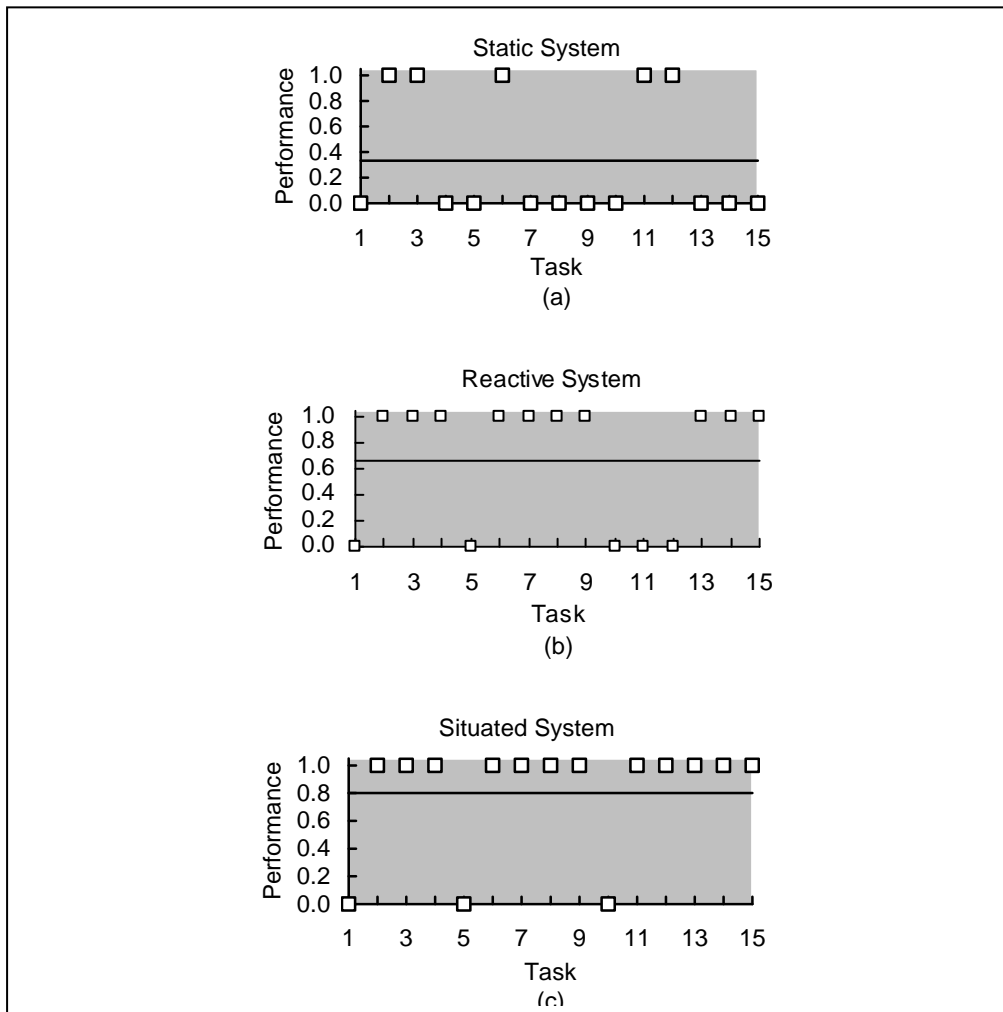 Static System
1.0
0.8
0.6
0.4
0.2
0.0
Performance
1 3 5 7 9 11 13 15
Task
(a)
Reactive System
1.0
0.8
0.6
0.4
0.2
0.0
Performance
1 3 5 7 9 11 13 15
Task
(b)
Situated System
1.0
0.8
0.6
0.4
0.2
0.0
Performance
1 3 5 7 9 11 13 15
Task
(c)